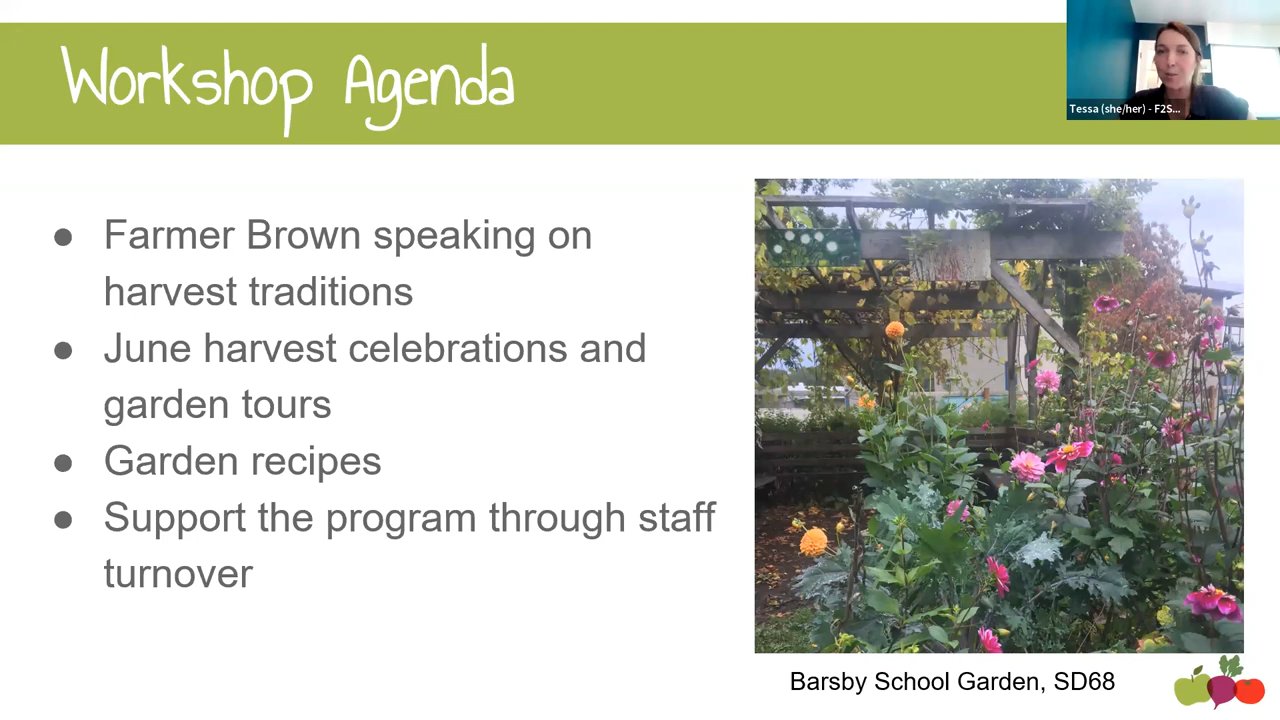 Workshop Agenda
Tessa (she/her) - F2S...
● Farmer Brown speaking on
harvest traditions
● June harvest celebrations and
garden tours
● Garden recipes
● Support the program through staff
turnover
Barsby School Garden, SD68